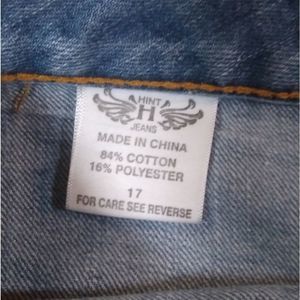 HINT
H
JEANS
MADE IN CHINA
84% COTTON
16% POLYESTER
17
FOR CARE SEE REVERSE